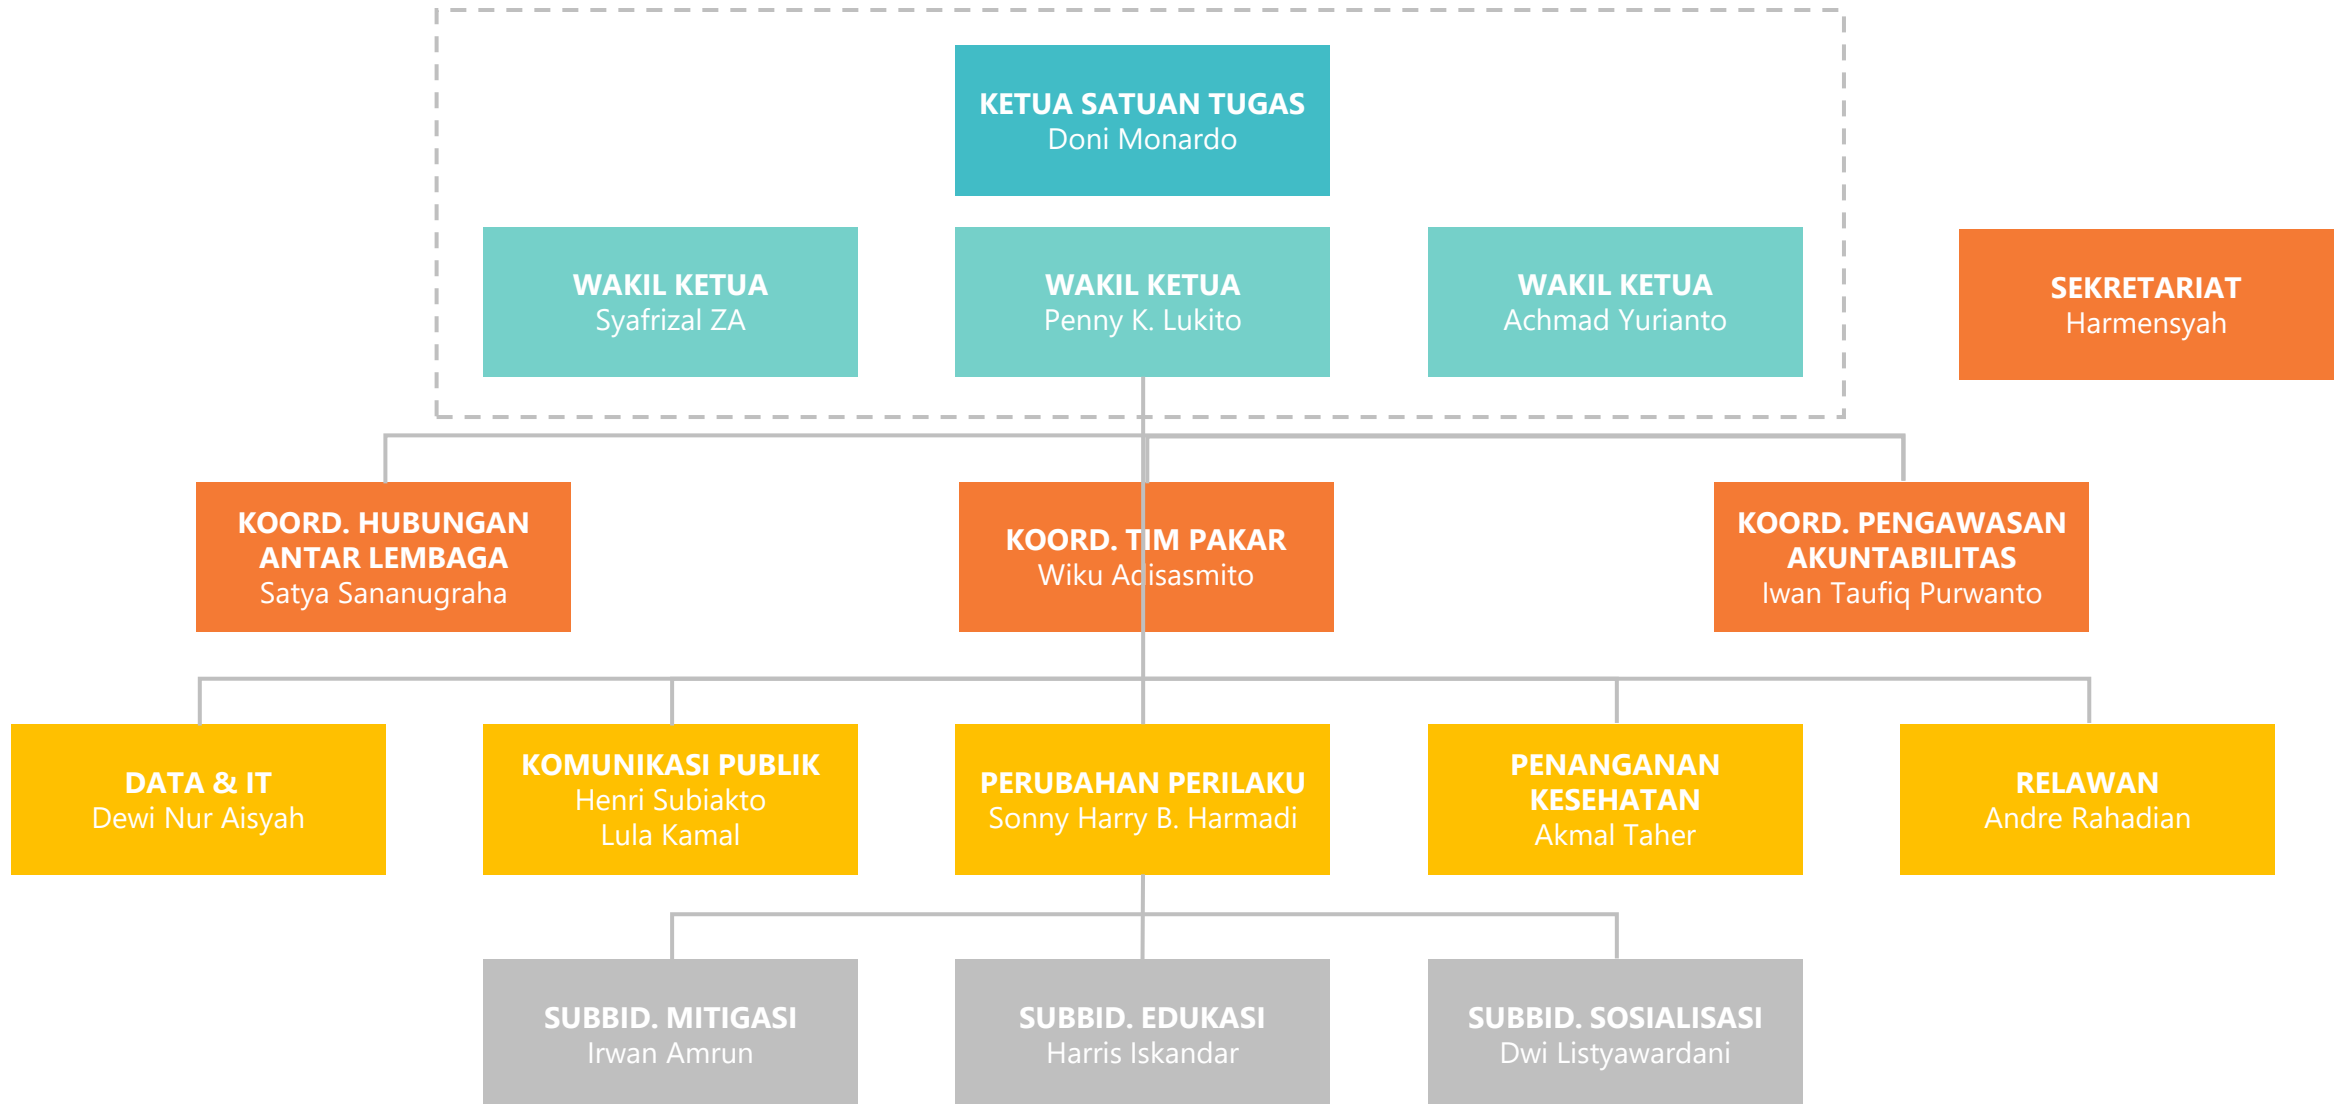 KETUA SATUAN TUGAS
Doni Monardo
WAKIL KETUA
Syafrizal ZA
WAKIL KETUA
Penny K. Lukito
WAKIL KETUA
Achmad Yurianto
SEKRETARIAT
Harmensyah
KOORD. HUBUNGAN
ANTAR LEMBAGA
Satya Sananugraha
KOORD. TIM PAKAR
Wiku Adisasmito
KOORD. PENGAWASAN
AKUNTABILITAS
Iwan Taufiq Purwanto
DATA & IT
Dewi Nur Aisyah
KOMUNIKASI PUBLIK
Henri Subiakto
Lula Kamal
PERUBAHAN PERILAKU
Sonny Harry B. Harmadi
PENANGANAN
KESEHATAN
Akmal Taher
RELAWAN
Andre Rahadian
SUBBID. MITIGASI
Irwan Amrun
SUBBID. EDUKASI
Harris Iskandar
SUBBID. SOSIALISASI
Dwi Listyawardani